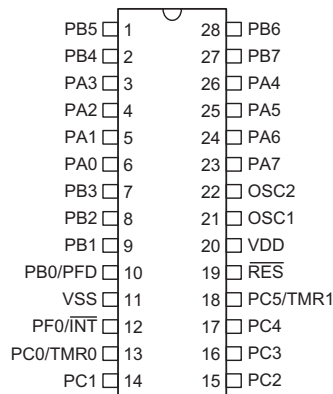 PB5 1 28 PB6
PB4 2 27 PB7
PA3 3 26 PA4
PA2 4 25 PA5
PA1 5 24 PA6
PA0 6 23 PA7
PB3 7 22 OSC2
PB2 8 21 OSC1
PB1 9 20 VDD
PB0/PFD 10 19 R̅E̅S̅
VSS 11 18 PC5/TMR1
PF0/I̅N̅T̅ 12 17 PC4
PC0/TMR0 13 16 PC3
PC1 14 15 PC2